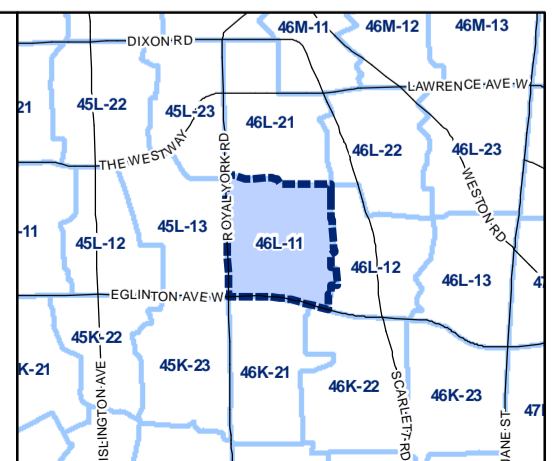 46M-11
46M-12
46M-13
DIXON RD
LAWRENCE AVE W
21
45L-22
45L-23
46L-21
THE WESTWAY
ROYAL YORK RD
46L-22
46L-23
WESTON RD
-11
45L-12
45L-13
46L-11
46L-12
46L-13
EGLINTON AVE W
45K-22
K-21
45K-23
46K-21
46K-22
46K-23
ISLINGTON AVE
SCARLETT RD
JANE ST